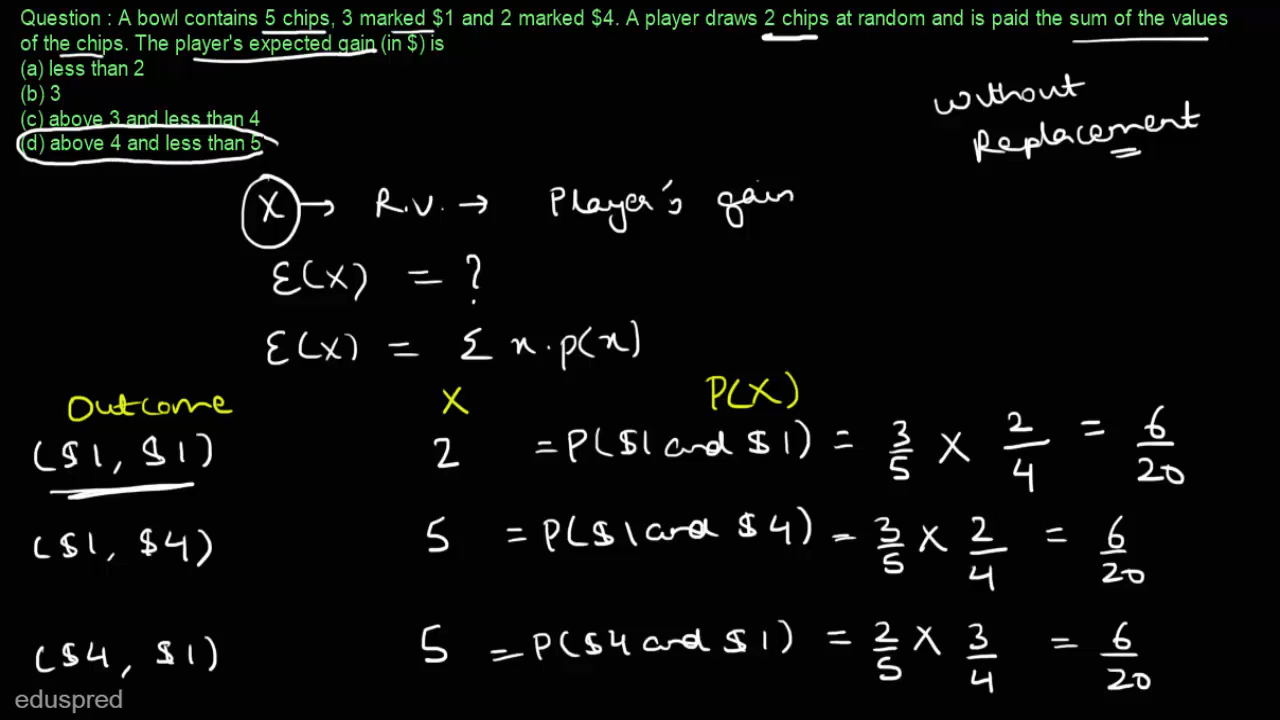 Question : A bowl contains 5 chips, 3 marked $1 and 2 marked $4. A player draws 2 chips at random and is paid the sum of the values
of the chips. The player's expected gain (in $) is
(a) less than 2
(b) 3
(c) above 3 and less than 4
(d) above 4 and less than 5
without
Replacement
X → R.V. → Player's gain
E(X) = ?
E(X) = Σ x.p(x)
Outcome X P(X)
($1, $1) 2 = P($1 and $1) = 3/5 × 2/4 = 6/20
($1, $4) 5 = P($1 and $4) = 3/5 × 2/4 = 6/20
($4, $1) 5 = P($4 and $1) = 2/5 × 3/4 = 6/20
eduspred